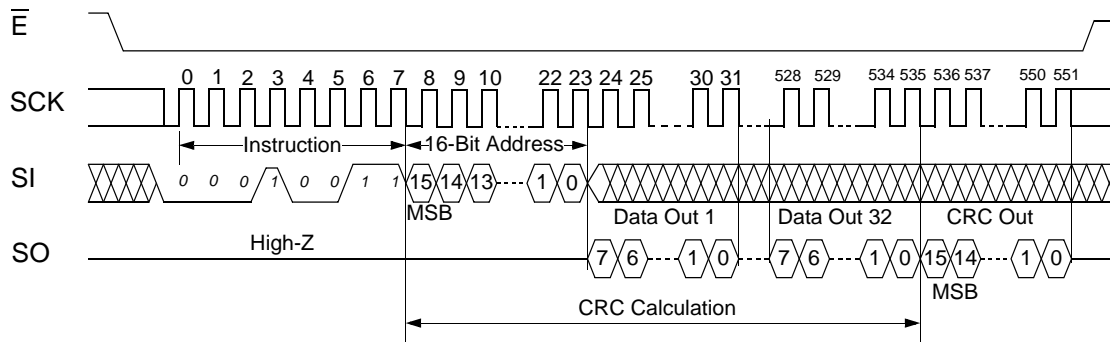 E
0 1 2 3 4 5 6 7 8 9 10 22 23 24 25 30 31 528 529 534 535 536 537 550 551
SCK
Instruction 16-Bit Address
SI 0 0 0 1 0 0 1 1 15 14 13 1 0
MSB Data Out 1 Data Out 32 CRC Out
High-Z
SO 7 6 1 0 7 6 1 0 15 14 1 0
MSB
CRC Calculation